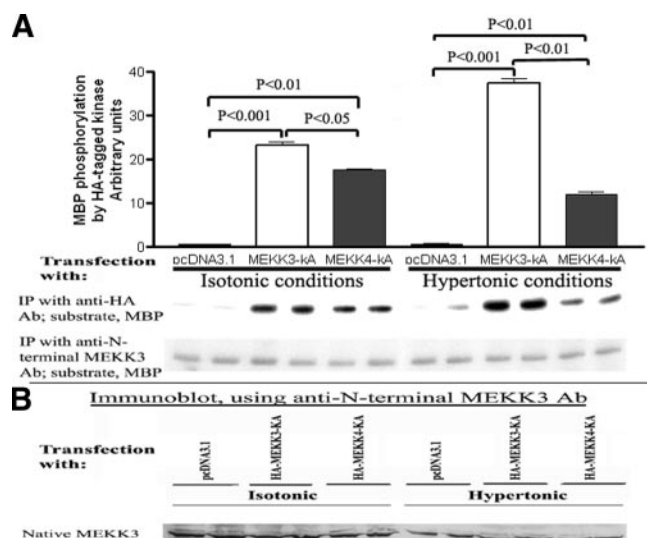 A
P<0.01
P<0.01
P<0.001
P<0.01
P<0.001
P<0.05
MBP phosphorylation
by HA-tagged kinase
Arbitrary units
40
30
20
10
0
pcDNA3.1 MEKK3-kA MEKK4-kA pcDNA3.1 MEKK3-kA MEKK4-kA
Transfection
with:
Isotonic conditions Hypertonic conditions
IP with anti-HA
Ab; substrate, MBP
IP with anti-N-
terminal MEKK3
Ab; substrate, MBP
B
Immunoblot, using anti-N-terminal MEKK3 Ab
Transfection
with:
pcDNA3.1 HA-MEKK3-KA HA-MEKK4-KA pcDNA3.1 HA-MEKK3-KA HA-MEKK4-KA
Isotonic Hypertonic
Native MEKK3